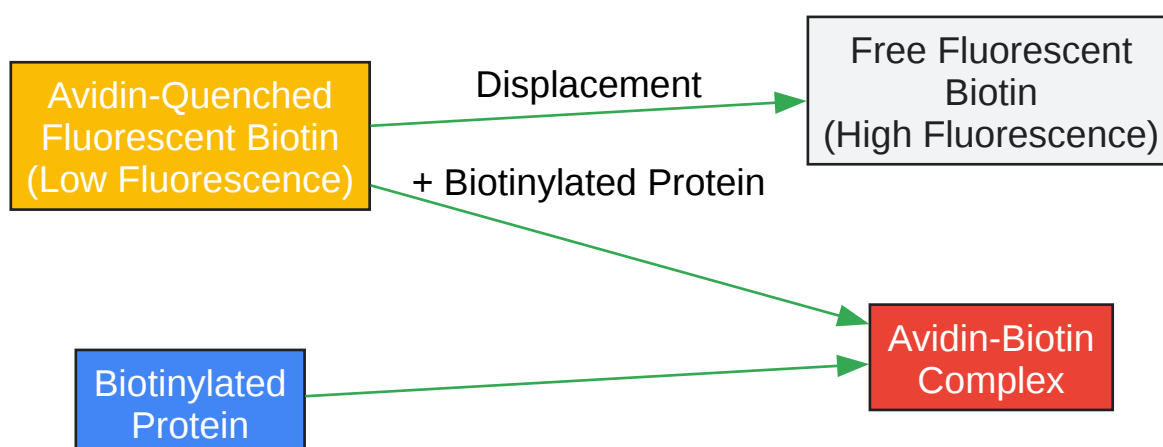 Avidin-Quenched
Fluorescent Biotin
(Low Fluorescence)
Displacement
+ Biotinylated Protein
Free Fluorescent
Biotin
(High Fluorescence)
Biotinylated
Protein
Avidin-Biotin
Complex